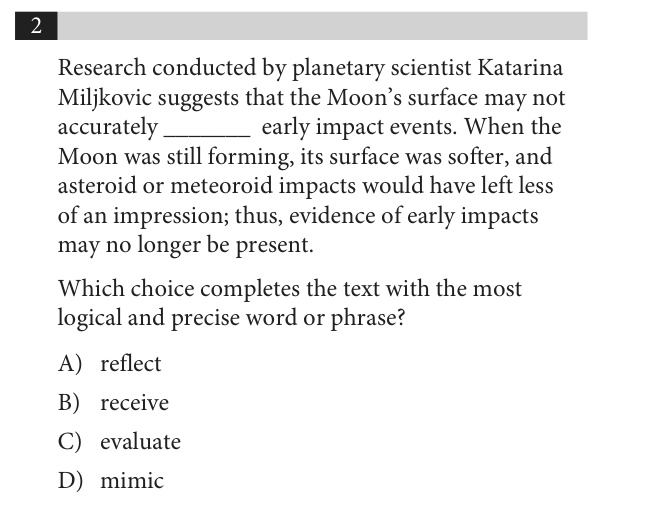 2
Research conducted by planetary scientist Katarina
Miljkovic suggests that the Moon’s surface may not
accurately _______ early impact events. When the
Moon was still forming, its surface was softer, and
asteroid or meteoroid impacts would have left less
of an impression; thus, evidence of early impacts
may no longer be present.
Which choice completes the text with the most
logical and precise word or phrase?
A) reflect
B) receive
C) evaluate
D) mimic